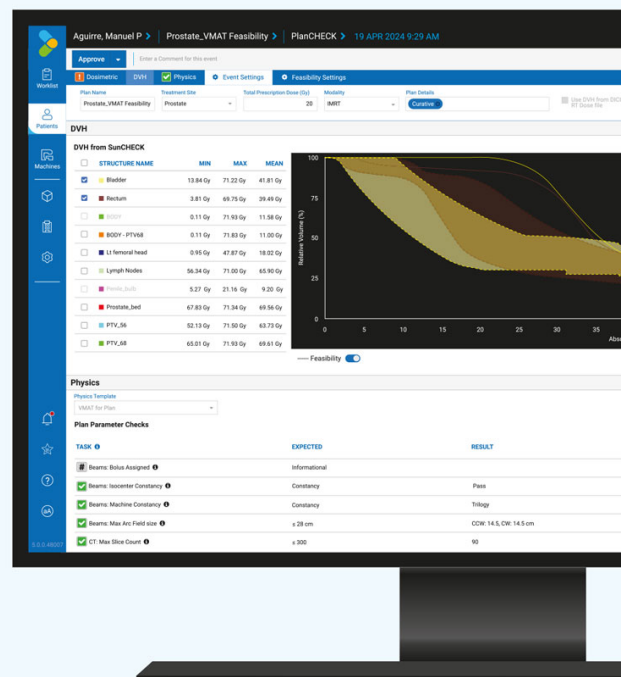 Aguirre, Manuel P > Prostate_VMAT Feasibility > PlanCHECK > 19 APR 2024 9:29 AM
Approve Enter a Comment for this event
Worklist
Dosimetric DVH Physics Event Settings Feasibility Settings
Plan Name Treatment Site Total Prescription Dose (Gy) Modality Plan Details
Prostate_VMAT Feasibility Prostate 20 IMRT Curative
Use DVH from DIC
RT Dose file
Patients
DVH
DVH from SunCHECK
Machines
STRUCTURE NAME MIN MAX MEAN
Bladder 13.84 Gy 71.22 Gy 41.81 Gy
Rectum 3.81 Gy 69.75 Gy 39.49 Gy
BODY 0.11 Gy 71.93 Gy 11.58 Gy
BODY - PTV68 0.11 Gy 71.83 Gy 11.00 Gy
Lt femoral head 0.95 Gy 47.87 Gy 18.02 Gy
Lymph Nodes 56.34 Gy 71.00 Gy 65.90 Gy
Penile_bulb 5.27 Gy 21.16 Gy 9.20 Gy
Prostate_bed 67.83 Gy 71.34 Gy 69.56 Gy
PTV_56 52.13 Gy 71.50 Gy 63.73 Gy
PTV_68 65.01 Gy 71.93 Gy 69.61 Gy
Relative Volume (%)
100
75
50
25
0
0 5 10 15 20 25 30 35
Abs
Feasibility
Physics
Physics Template
VMAT for Plan
Plan Parameter Checks
TASK EXPECTED RESULT
# Beams: Bolus Assigned Informational
Beams: Isocenter Constancy Constancy Pass
Beams: Machine Constancy Constancy Trilogy
Beams: Max Arc Field size ≤ 28 cm CCW: 14.5, CW: 14.5 cm
CT: Max Slice Count ≤ 300 90